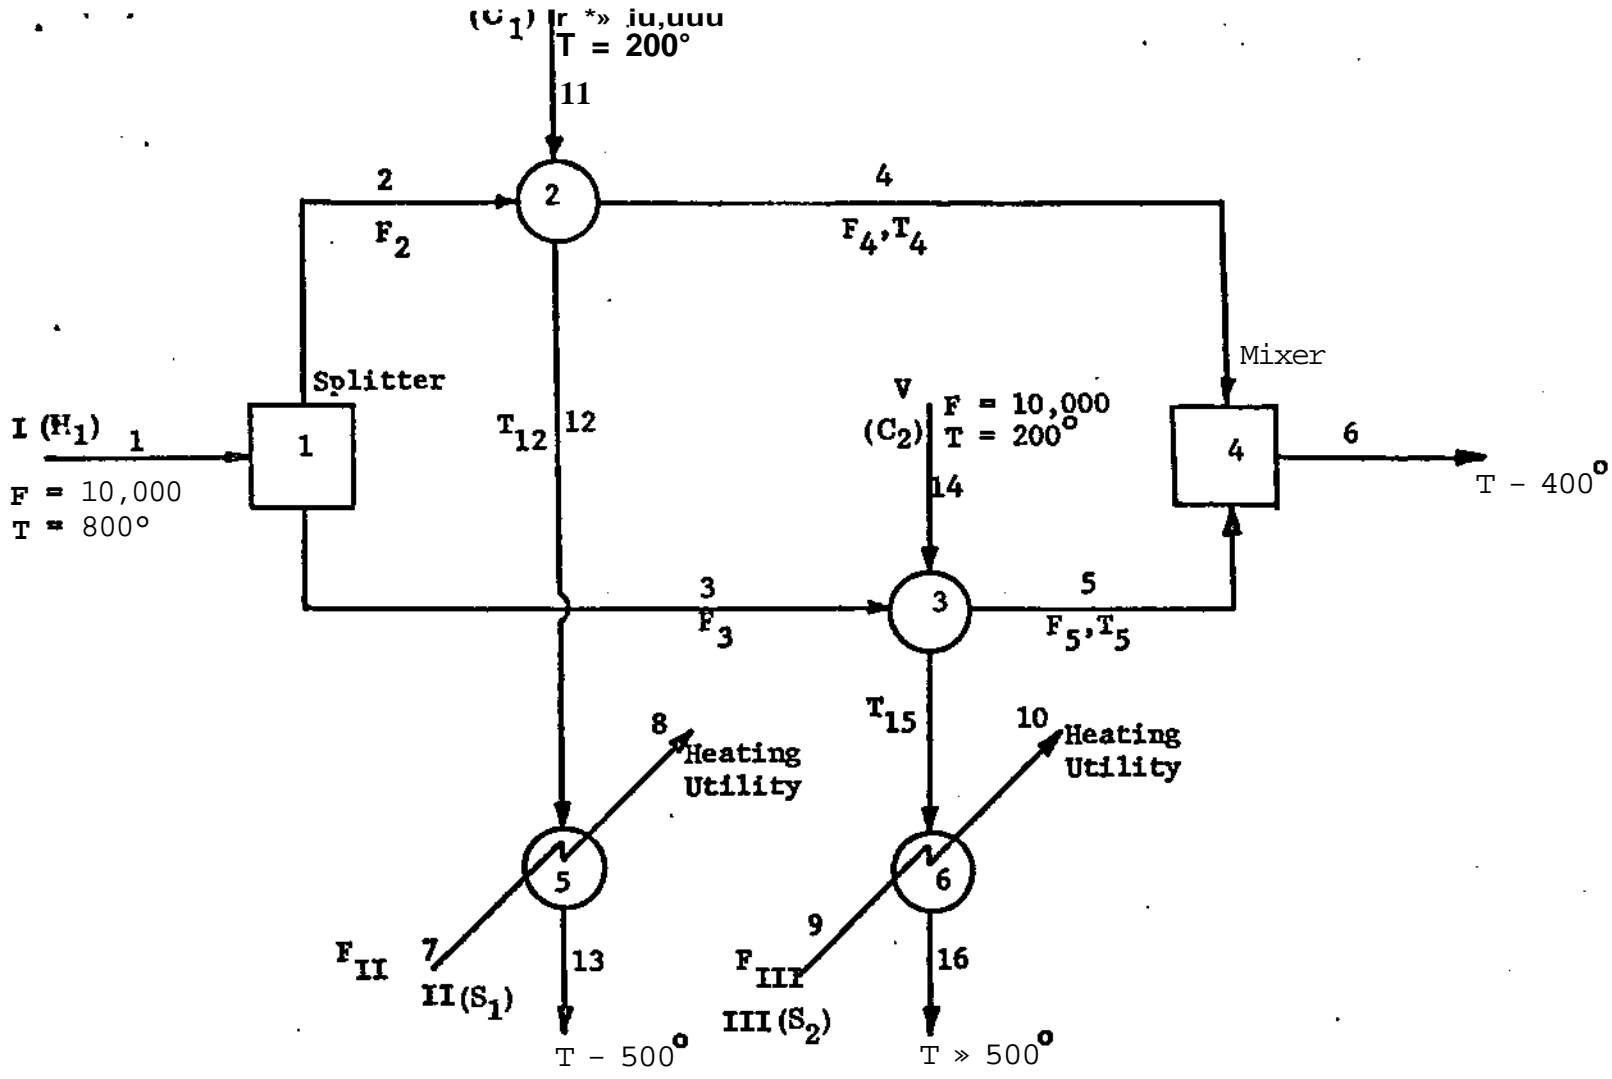 (C1)
T = 200°
11
2
F2
2
4
F4,T4
Mixer
Splitter
I (H1)
1
1
F = 10,000
T = 800°
T12
12
V
(C2)
F = 10,000
T = 200°
14
4
6
T - 400°
3
F3
3
5
F5,T5
T15
8
Heating
Utility
10
Heating
Utility
5
6
FII
7
II(S1)
13
9
FIII
III(S2)
16
T - 500°
T » 500°